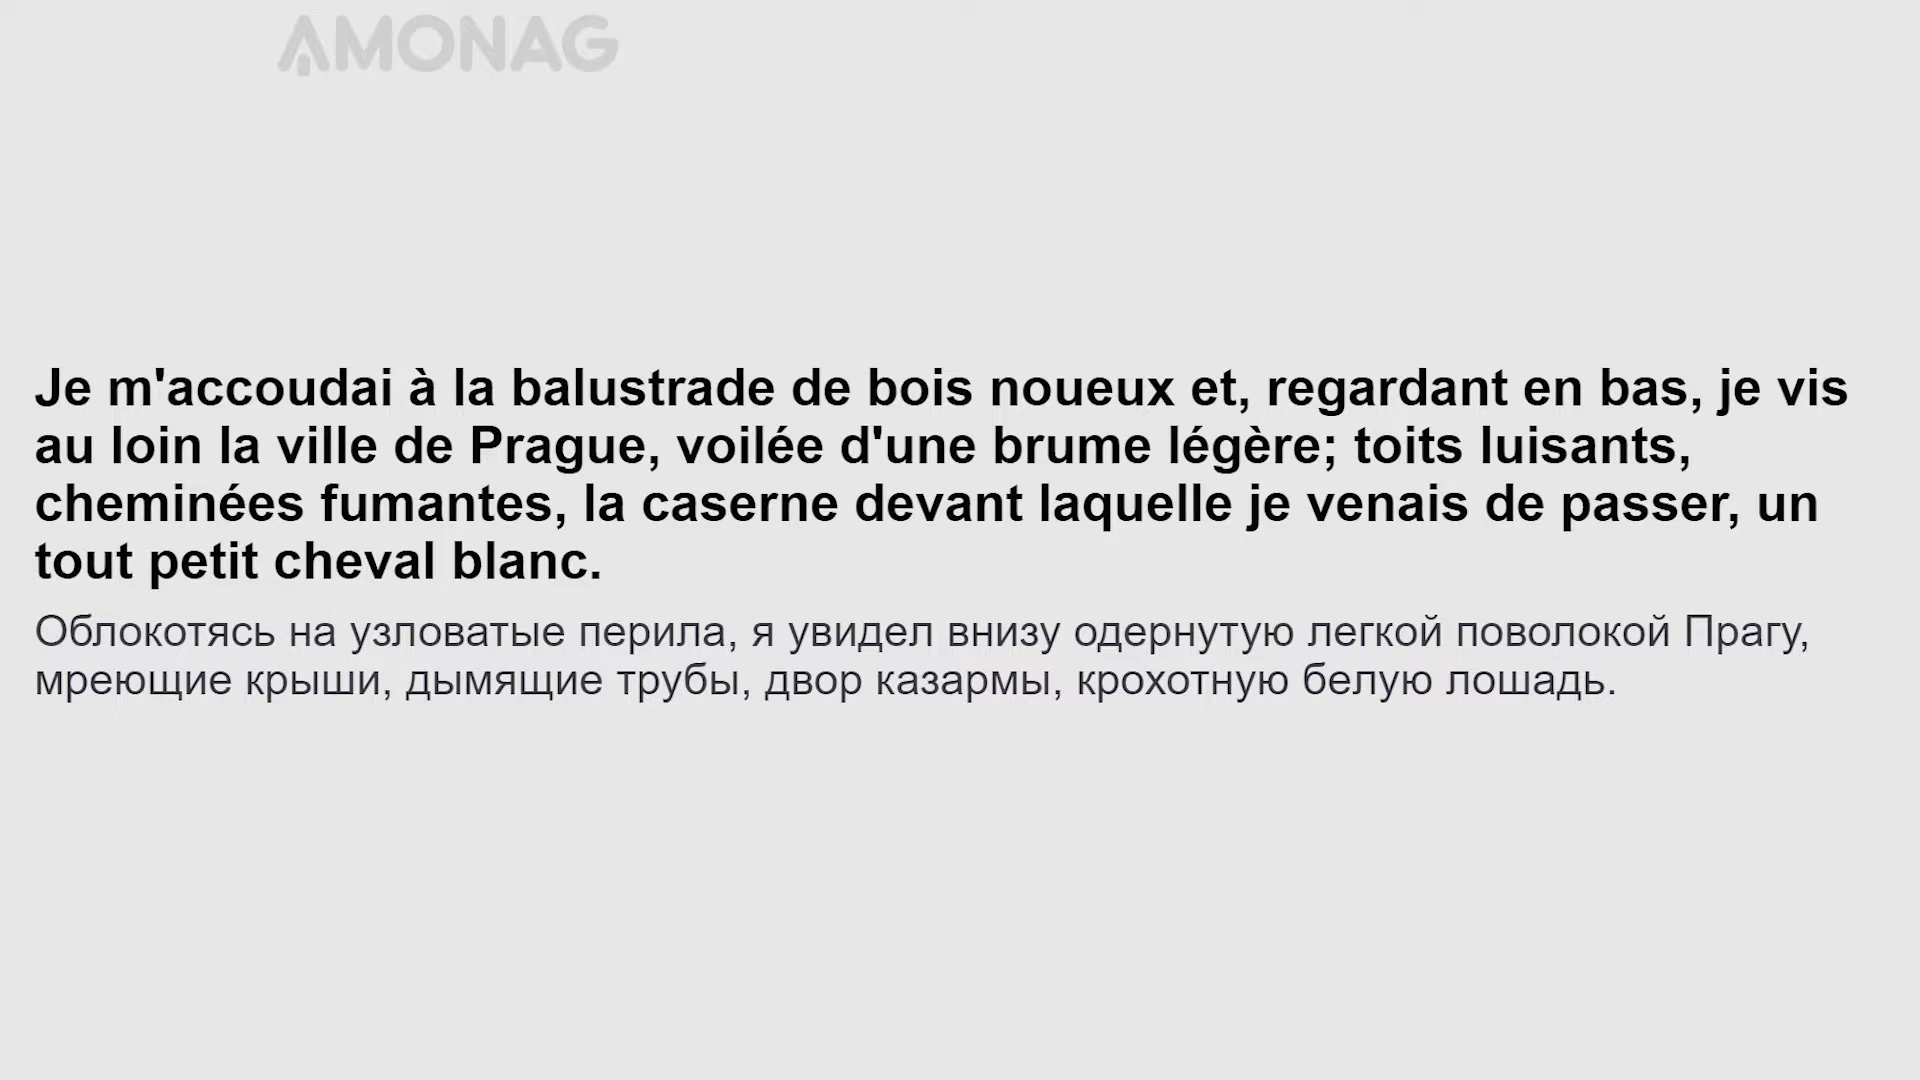 AMONAG
Je m'accoudai à la balustrade de bois noueux et, regardant en bas, je vis
au loin la ville de Prague, voilée d'une brume légère; toits luisants,
cheminées fumantes, la caserne devant laquelle je venais de passer, un
tout petit cheval blanc.
Облокотясь на узловатые перила, я увидел внизу одернутую легкой поволокой Прагу,
мреющие крыши, дымящие трубы, двор казармы, крохотную белую лошадь.